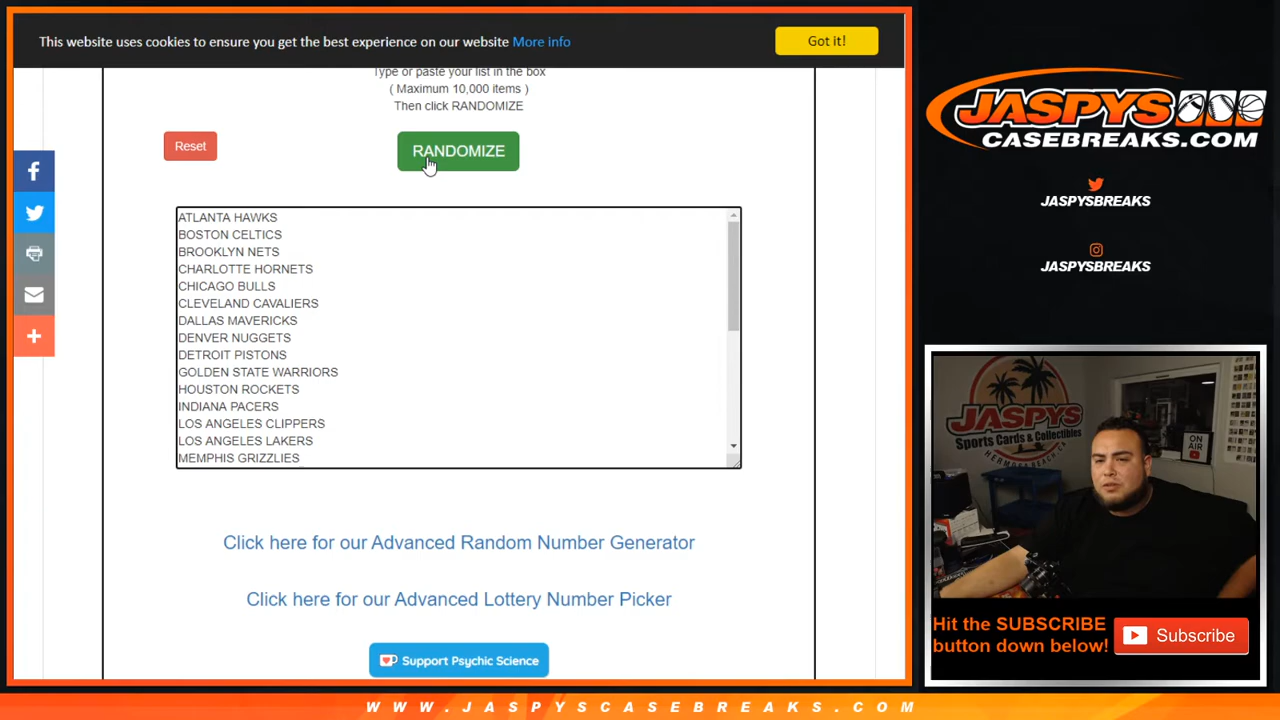 This website uses cookies to ensure you get the best experience on our website More info
Got it!
Type or paste your list in the box
( Maximum 10,000 items )
Then click RANDOMIZE
Reset
RANDOMIZE
ATLANTA HAWKS
BOSTON CELTICS
BROOKLYN NETS
CHARLOTTE HORNETS
CHICAGO BULLS
CLEVELAND CAVALIERS
DALLAS MAVERICKS
DENVER NUGGETS
DETROIT PISTONS
GOLDEN STATE WARRIORS
HOUSTON ROCKETS
INDIANA PACERS
LOS ANGELES CLIPPERS
LOS ANGELES LAKERS
MEMPHIS GRIZZLIES
Click here for our Advanced Random Number Generator
Click here for our Advanced Lottery Number Picker
Support Psychic Science
JASPYS
CASEBREAKS.COM
JASPYSBREAKS
JASPYSBREAKS
JASPYS
Sports Cards & Collectibles
HERMOSA BEACH,
ON AIR
Hit the SUBSCRIBE
button down below!
Subscribe
WWW.JASPYSCASEBREAKS.COM